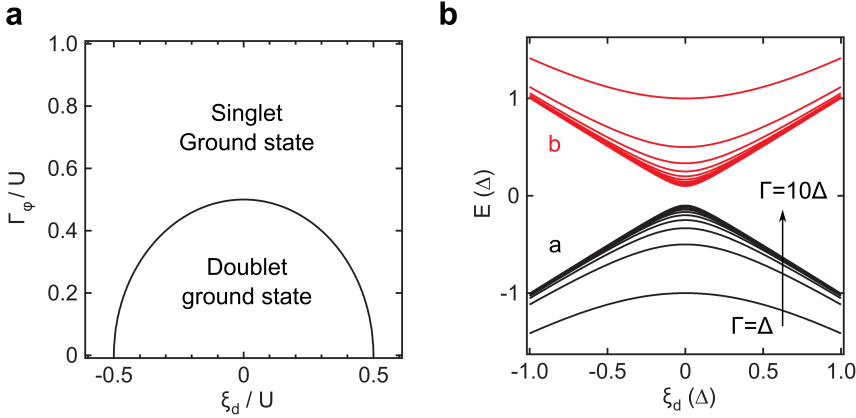 a
1.0
0.8
0.6
0.4
0.2
0
Γφ / U
Singlet
Ground state
Doublet
ground state
-0.5
0
0.5
ξd / U
b
1
0
-1
E (Δ)
b
a
Γ=10Δ
Γ=Δ
-1.0
-0.5
0
0.5
1.0
ξd (Δ)